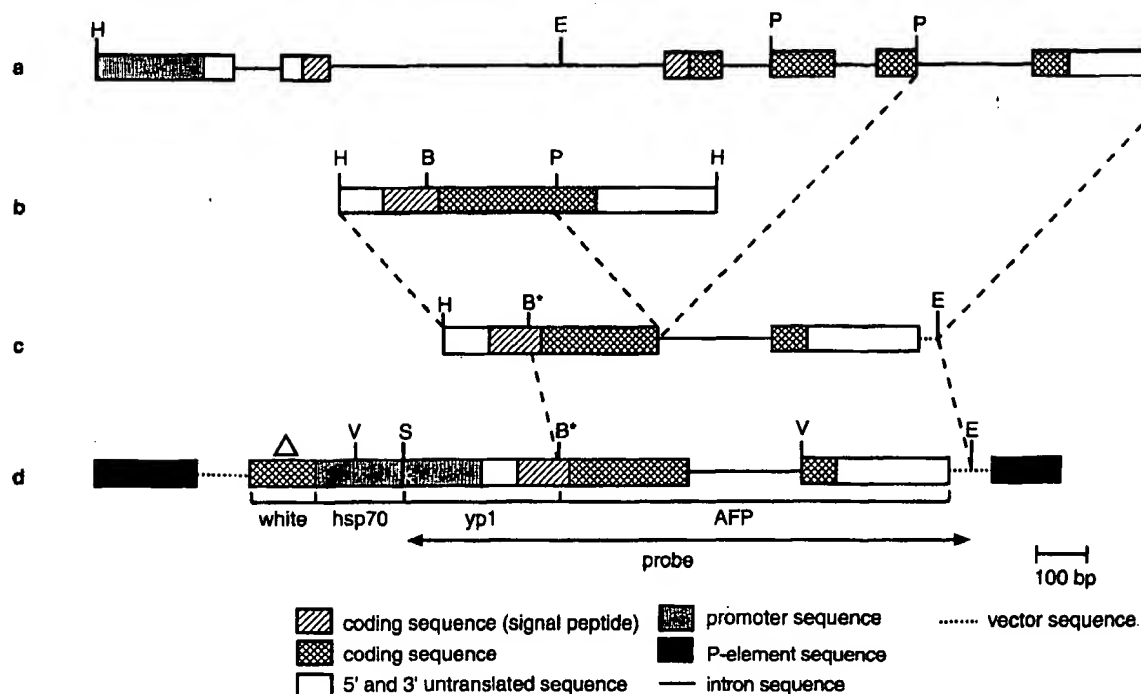 H E P P
a
H B P H
b
H B* E
c
△ V S B* V E
d
white hsp70 yp1 AFP
probe
100 bp
coding sequence (signal peptide) promoter sequence vector sequence.
coding sequence P-element sequence
5' and 3' untranslated sequence intron sequence